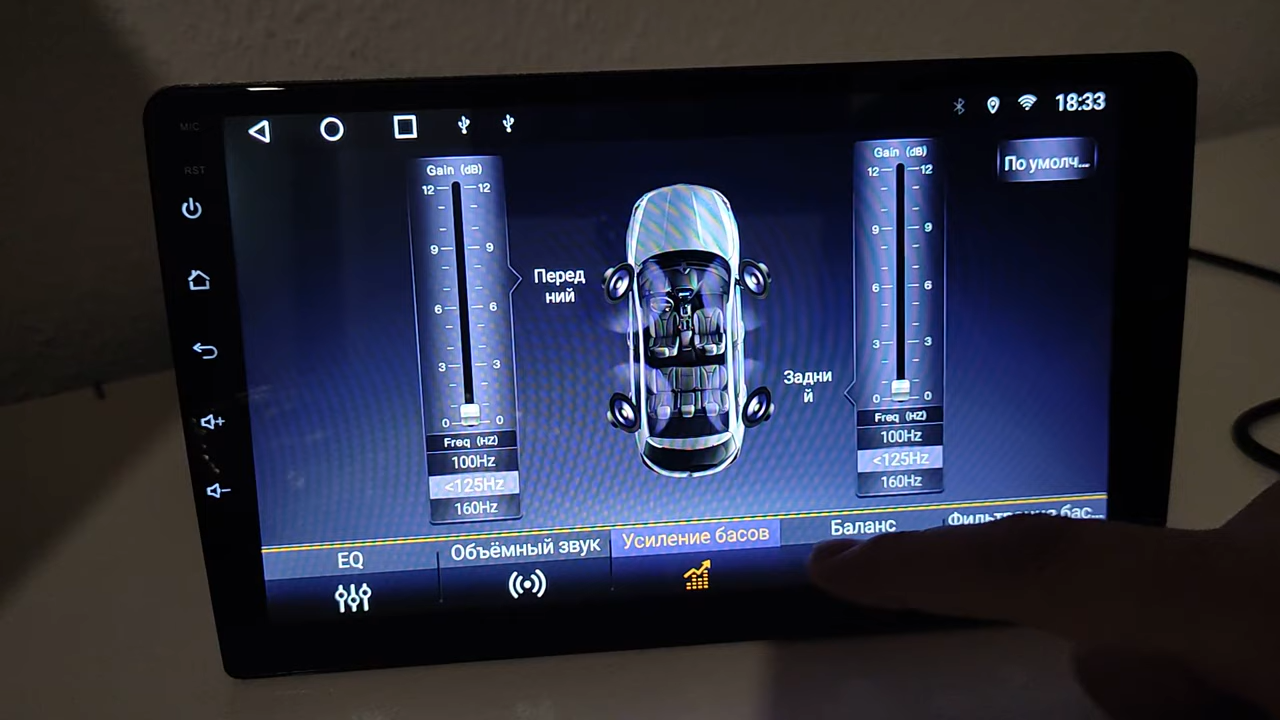 18:33
MIC
RST
По умолч...
Gain (dB)
12 12
9 9
6 6
3 3
0 0
Freq (HZ)
100Hz
<125Hz
160Hz
Перед
ний
Задни
й
Gain (dB)
12 12
9 9
6 6
3 3
0 0
Freq (HZ)
100Hz
<125Hz
160Hz
EQ
Объёмный звук
Усиление басов
Баланс